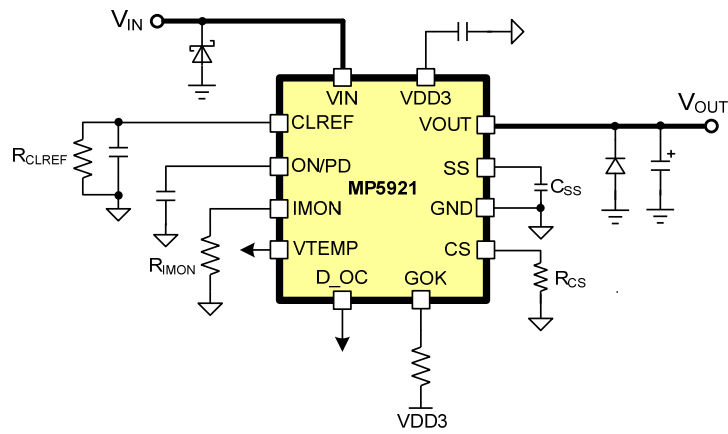 VIN
VIN
VDD3
CLREF
VOUT
VOUT
RCLREF
ON/PD
SS
CSS
MP5921
IMON
GND
VTEMP
CS
RIMON
D_OC
GOK
RCS
VDD3